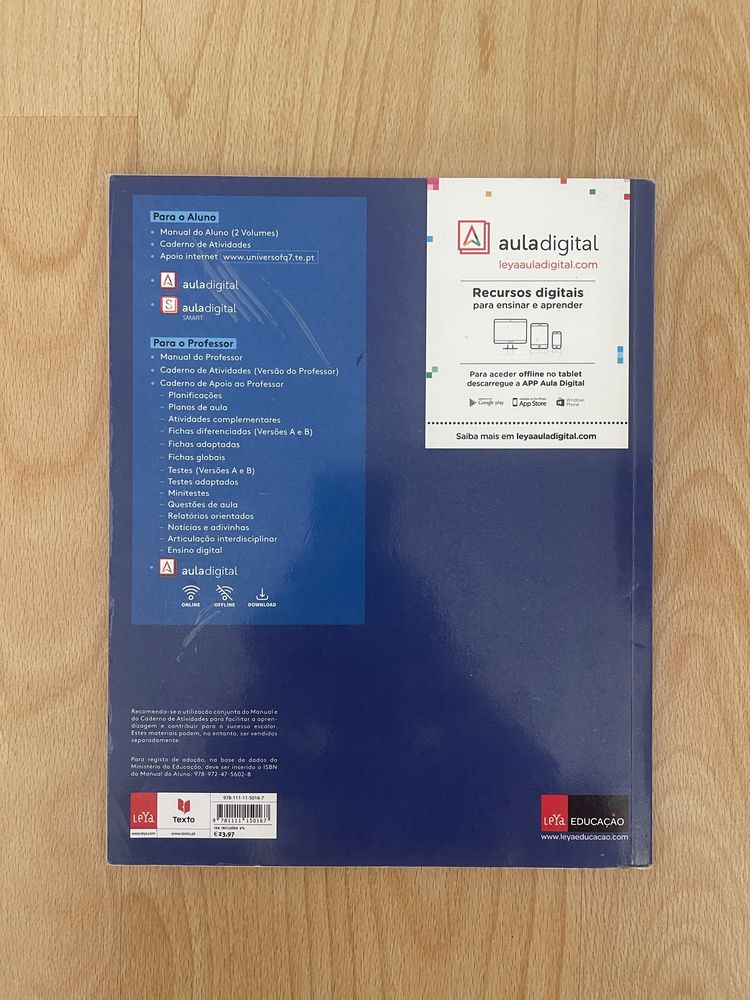 Para o Aluno
• Manual do Aluno (2 Volumes)
• Caderno de Atividades
• Apoio internet www.universofq7.te.pt
• auladigital
• auladigital
SMART
Para o Professor
• Manual do Professor
• Caderno de Atividades (Versão do Professor)
• Caderno de Apoio ao Professor
– Planificações
– Planos de aula
– Atividades complementares
– Fichas diferenciadas (Versões A e B)
– Fichas adaptadas
– Fichas globais
– Testes (Versões A e B)
– Testes adaptados
– Minitestes
– Questões de aula
– Relatórios orientados
– Notícias e adivinhas
– Articulação interdisciplinar
– Ensino digital
• auladigital
ONLINE OFFLINE DOWNLOAD
auladigital
leyaauladigital.com
Recursos digitais
para ensinar e aprender
Para aceder offline no tablet
descarregue a APP Aula Digital
Google play
App Store
Windows
Phone
Saiba mais em leyaauladigital.com
Recomenda-se a utilização conjunta do Manual e
do Caderno de Atividades para facilitar a apren-
dizagem e contribuir para o sucesso escolar.
Estes materiais podem, no entanto, ser vendidos
separadamente.
Para registo de adoção, na base de dados do
Ministério da Educação, deve ser inserido o ISBN
do Manual do Aluno: 978-972-47-5602-8
LeYa
www.leya.com
Texto
www.texto.pt
978-111-11-5016-7
9 781111 150167
IVA INCLUÍDO 6%
€ 23,97
LeYa EDUCAÇÃO
www.leyaeducacao.com